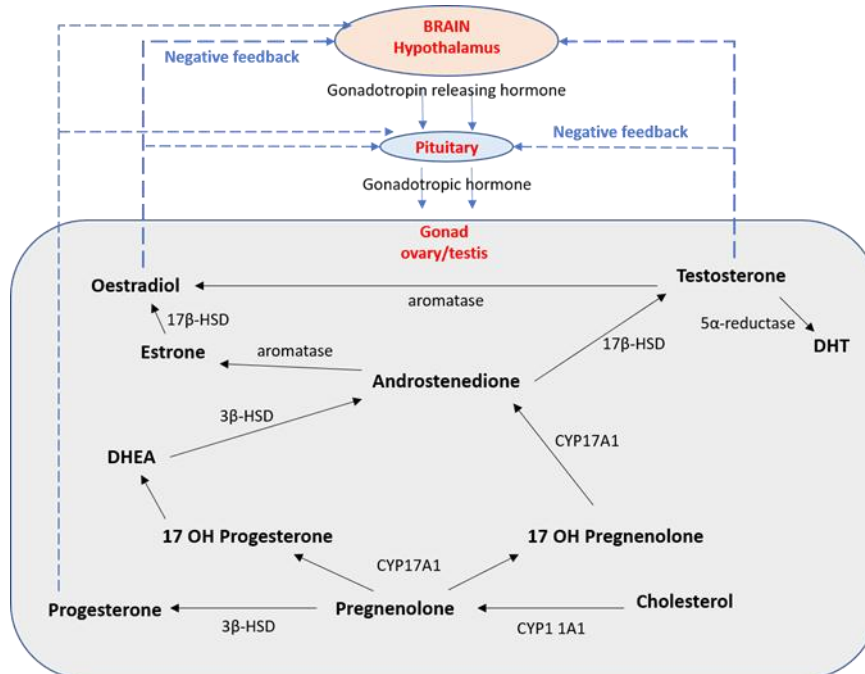 BRAIN
Hypothalamus
Negative feedback
Gonadotropin releasing hormone
Negative feedback
Pituitary
Gonadotropic hormone
Gonad
ovary/testis
Testosterone
Oestradiol
aromatase
17β-HSD
5α-reductase
Estrone
aromatase
17β-HSD
DHT
Androstenedione
3β-HSD
CYP17A1
DHEA
17 OH Progesterone
17 OH Pregnenolone
CYP17A1
Progesterone
Pregnenolone
Cholesterol
3β-HSD
CYP1 1A1